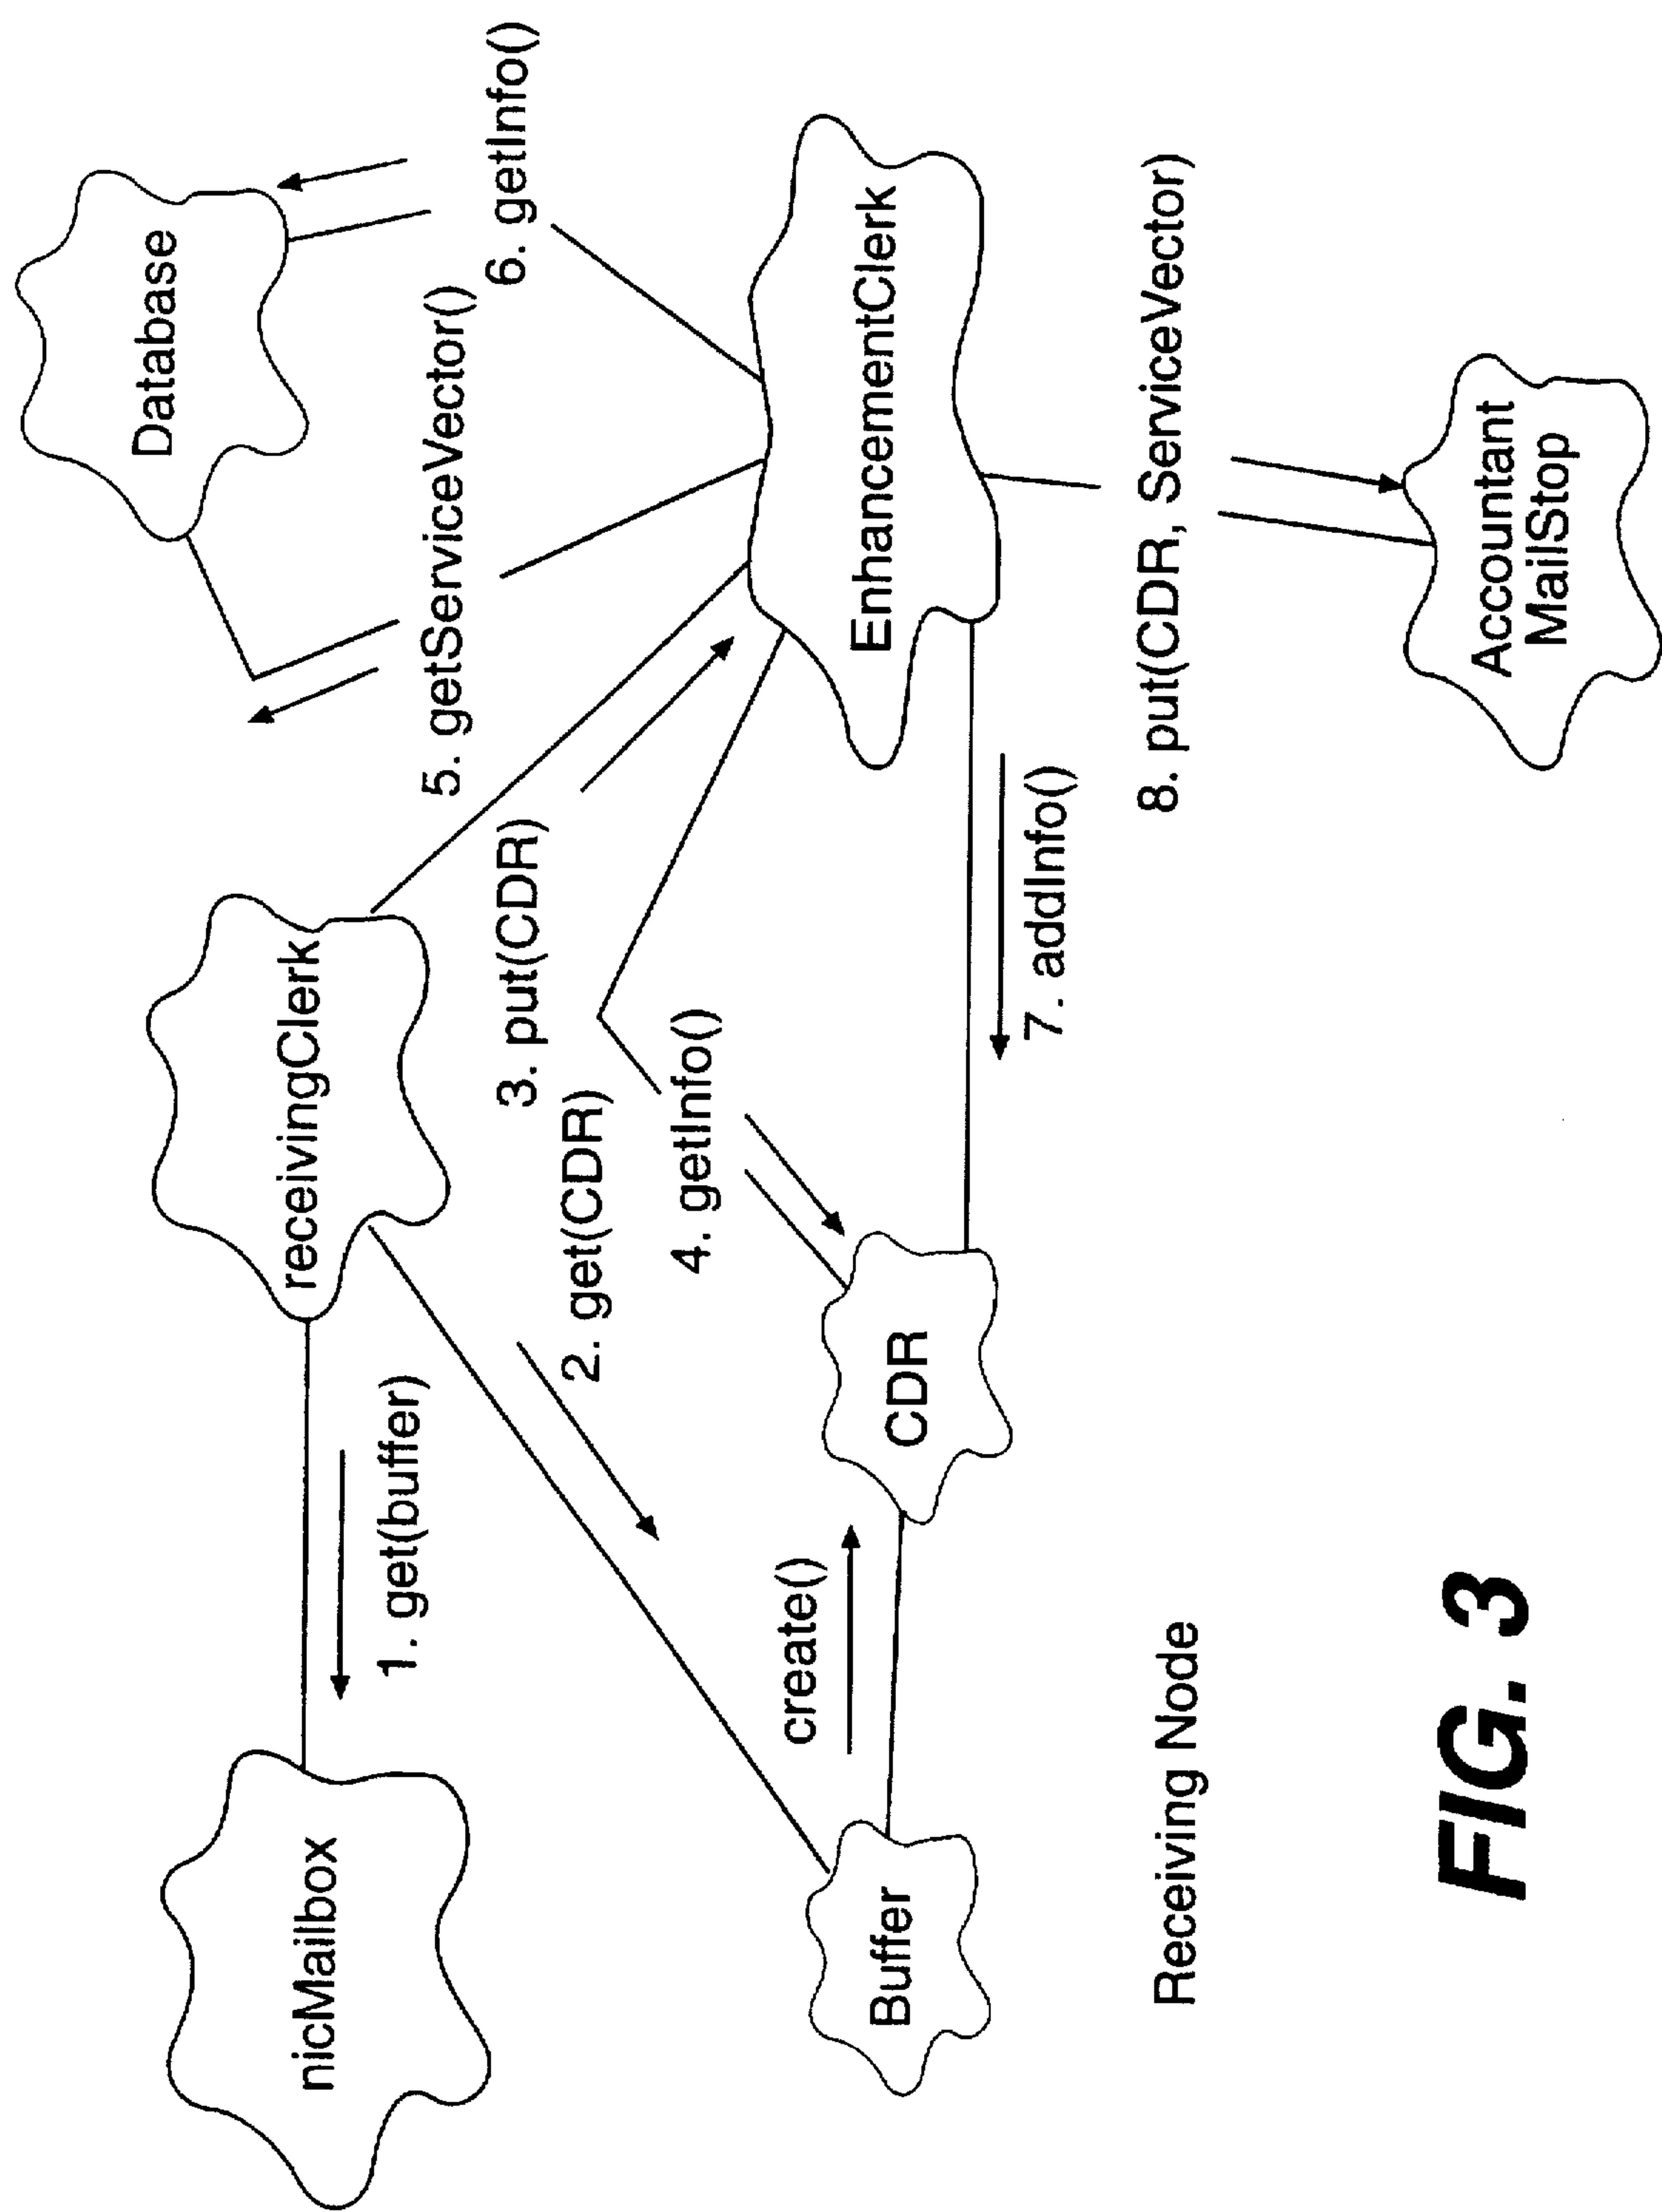 Database
6. getInfo()
5. getServiceVector()
receivingClerk
nicMailbox
1. get(buffer)
3. put(CDR)
2. get(CDR)
4. getInfo()
EnhancementClerk
CDR
create()
Buffer
7. addInfo()
8. put(CDR, ServiceVector)
Accountant
MailStop
Receiving Node
FIG. 3